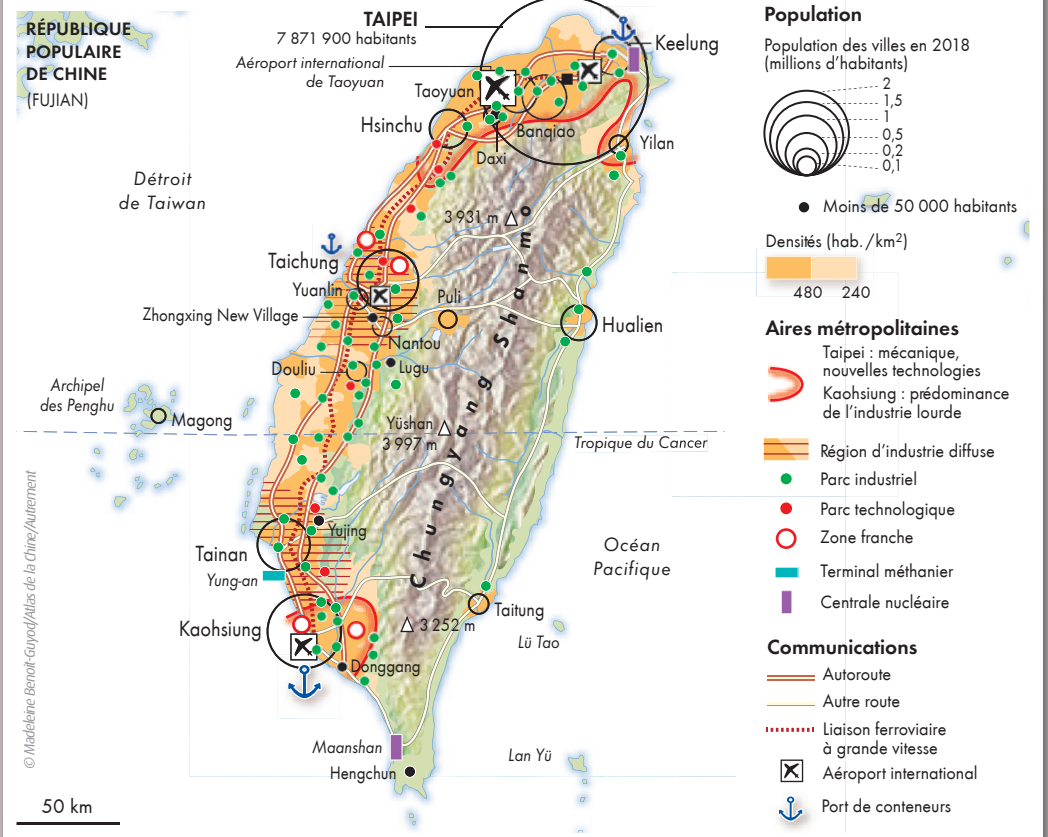 RÉPUBLIQUE
POPULAIRE
DE CHINE
(FUJIAN)
TAIPEI
7 871 900 habitants
Aéroport international
de Taoyuan
Taoyuan
Keelung
Hsinchu
Banqiao
Daxi
Yilan
Détroit
de Taiwan
3 931 m
Taichung
Yuanlin
Puli
Zhongxing New Village
Hualien
Nantou
Douliu
Lugu
Archipel
des Penghu
Magong
Yüshan
3 997 m
Tropique du Cancer
Chungyang Shanmo
Yujing
Tainan
Yung-an
Océan
Pacifique
Kaohsiung
Taitung
3 252 m
Lü Tao
Donggang
Maanshan
Hengchun
Lan Yü
50 km
© Madeleine Benoit-Guyod/Atlas de la Chine/Autrement
Population
Population des villes en 2018
(millions d’habitants)
2
1,5
1
0,5
0,2
0,1
Moins de 50 000 habitants
Densités (hab./km²)
480 240
Aires métropolitaines
Taipei : mécanique,
nouvelles technologies
Kaohsiung : prédominance
de l’industrie lourde
Région d’industrie diffuse
Parc industriel
Parc technologique
Zone franche
Terminal méthanier
Centrale nucléaire
Communications
Autoroute
Autre route
Liaison ferroviaire
à grande vitesse
Aéroport international
Port de conteneurs